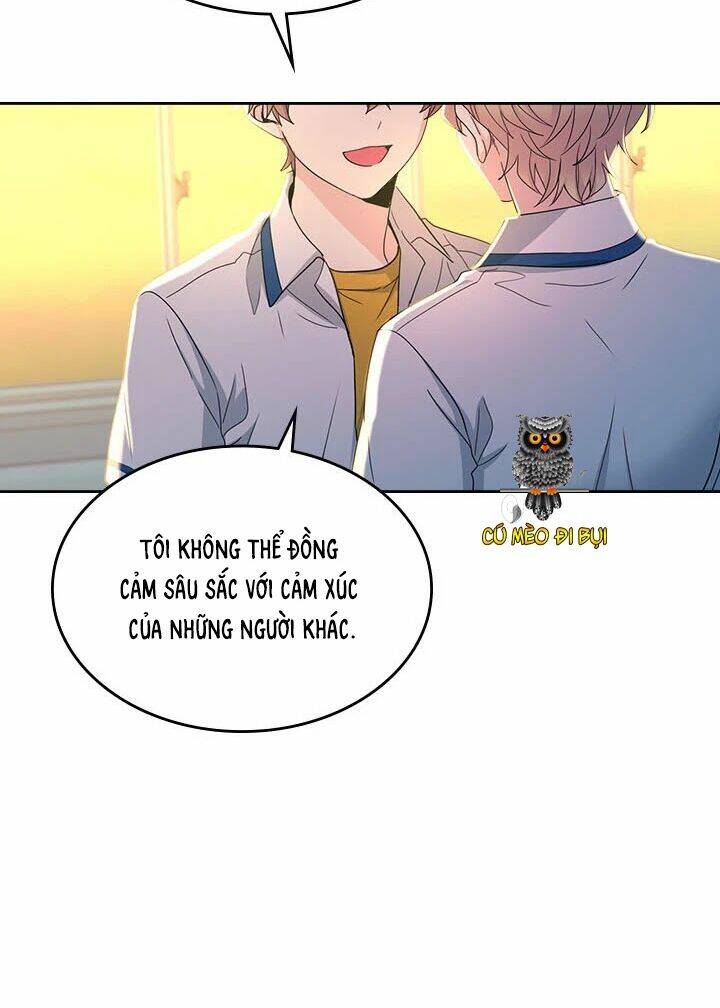 CÚ MÈO ĐI BỤI
TÔI KHÔNG THỂ ĐỒNG
CẢM SÂU SẮC VỚI CẢM XÚC
CỦA NHỮNG NGƯỜI KHÁC.